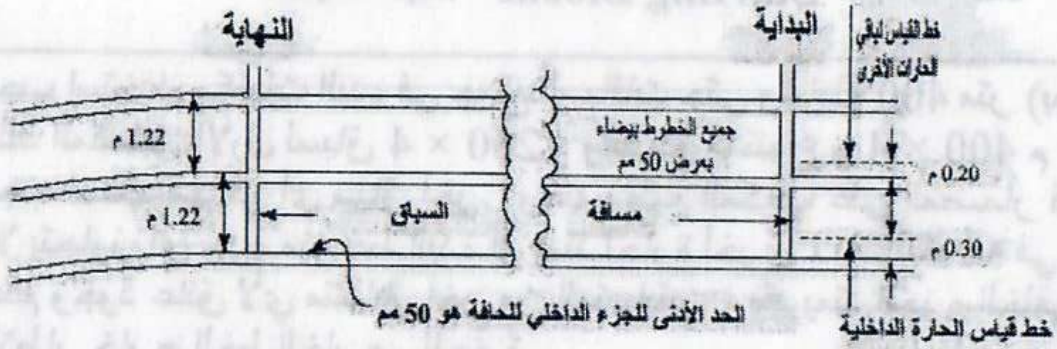 البداية
النهاية
خط القياس لباقي
الحارات الأخرى
جميع الخطوط بيضاء
بعرض 50 مم
1.22 م
0.20 م
مسافة
السباق
1.22 م
0.30 م
الحد الأدنى للجزء الداخلي للحافة هو 50 مم
خط قياس الحارة الداخلية